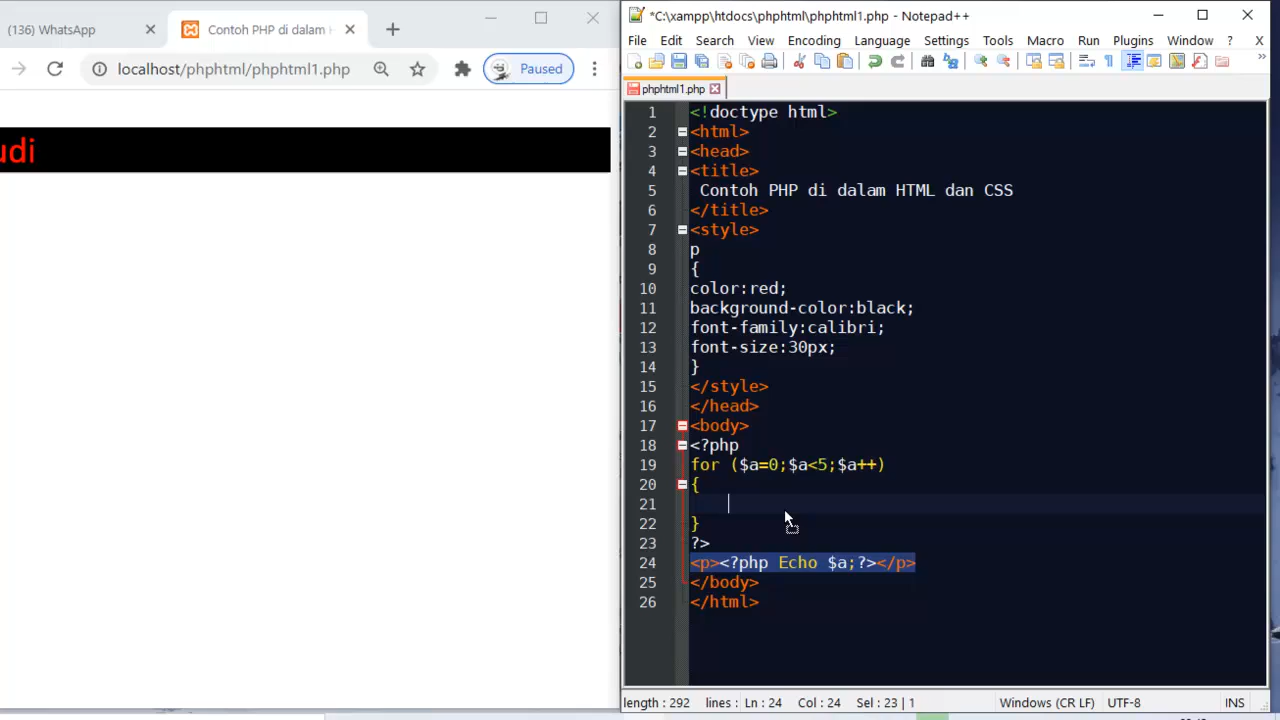 (136) WhatsApp
Contoh PHP di dalam
localhost/phphtml/phphtml1.php
Paused
udi
*C:\xampp\htdocs\phphtml\phphtml1.php - Notepad++
File Edit Search View Encoding Language Settings Tools Macro Run Plugins Window ? X
phphtml1.php
1 <!doctype html>
2 <html>
3 <head>
4 <title>
5 Contoh PHP di dalam HTML dan CSS
6 </title>
7 <style>
8 p
9 {
10 color:red;
11 background-color:black;
12 font-family:calibri;
13 font-size:30px;
14 }
15 </style>
16 </head>
17 <body>
18 <?php
19 for ($a=0;$a<5;$a++)
20 {
21
22 }
23 ?>
24 <p><?php Echo $a;?></p>
25 </body>
26 </html>
length : 292 lines : Ln : 24 Col : 24 Sel : 23 | 1 Windows (CR LF) UTF-8 INS